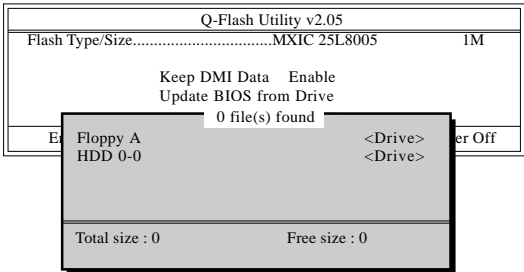 Q-Flash Utility v2.05
Flash Type/Size.................................MXIC 25L8005 1M
Keep DMI Data Enable
Update BIOS from Drive
0 file(s) found
Floppy A <Drive>
HDD 0-0 <Drive>
Off
Total size : 0 Free size : 0